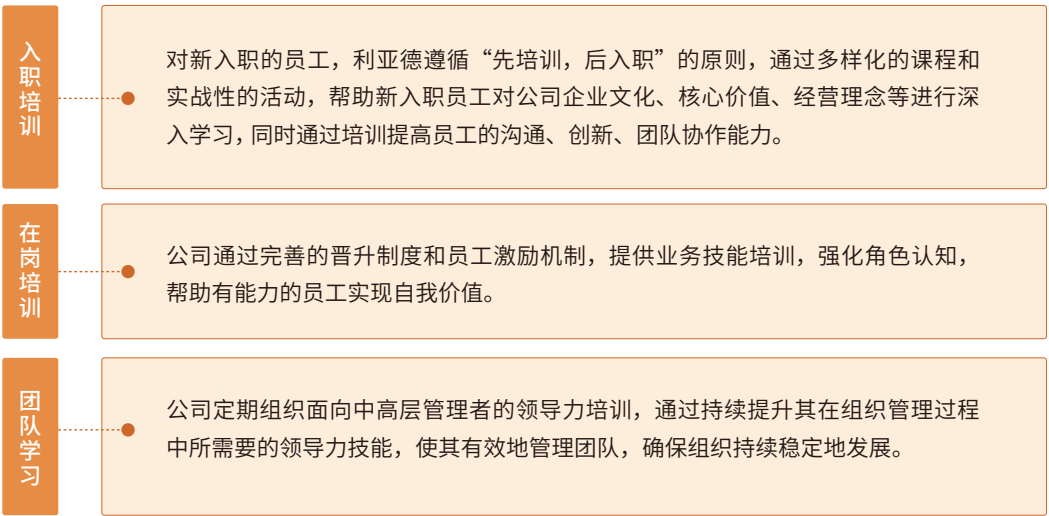 入职培训
对新入职的员工，利亚德遵循“先培训，后入职”的原则，通过多样化的课程和
实战性的活动，帮助新入职员工对公司企业文化、核心价值、经营理念等进行深
入学习，同时通过培训提高员工的沟通、创新、团队协作能力。
在岗培训
公司通过完善的晋升制度和员工激励机制，提供业务技能培训，强化角色认知，
帮助有能力的员工实现自我价值。
团队学习
公司定期组织面向中高层管理者的领导力培训，通过持续提升其在组织管理过程
中所需要的领导力技能，使其有效地管理团队，确保组织持续稳定地发展。